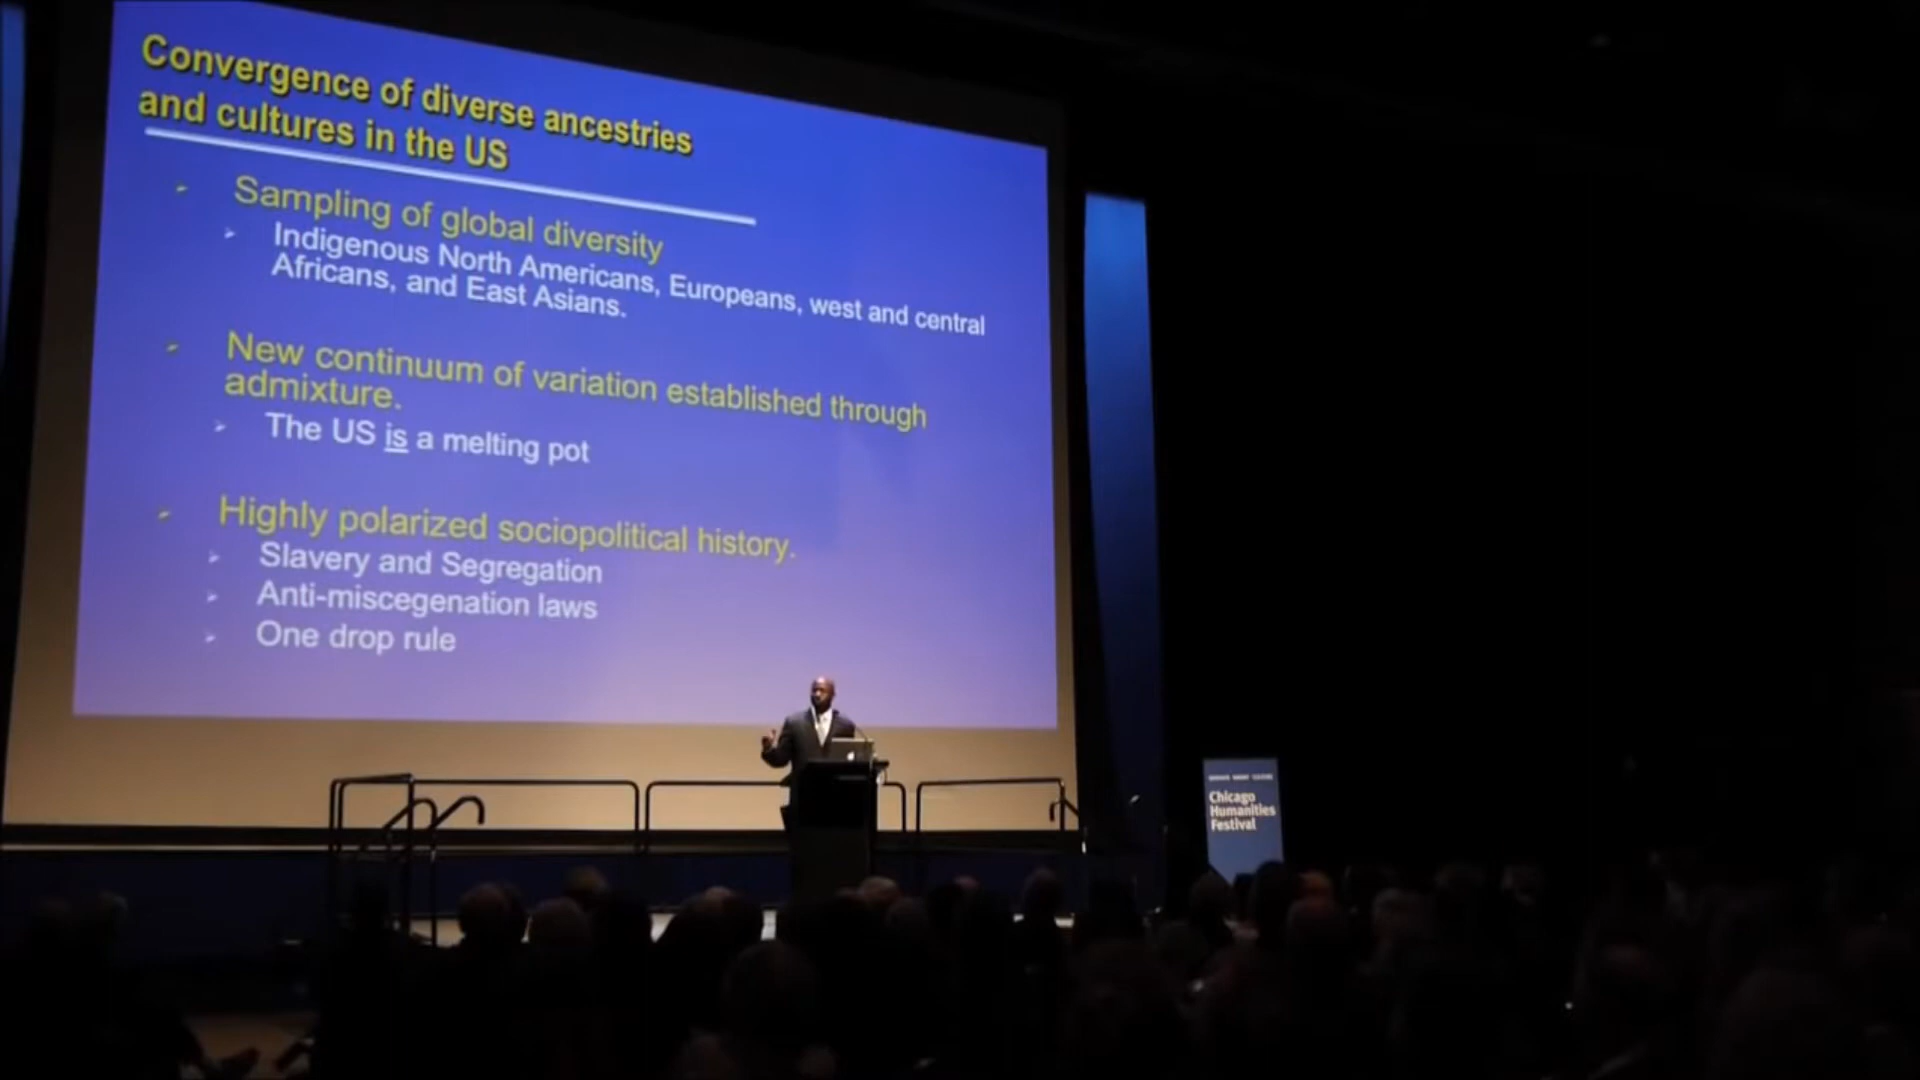 Convergence of diverse ancestries
and cultures in the US
Sampling of global diversity
Indigenous North Americans, Europeans, west and central
Africans, and East Asians.
New continuum of variation established through
admixture.
The US is a melting pot
Highly polarized sociopolitical history.
Slavery and Segregation
Anti-miscegenation laws
One drop rule
Chicago
Humanities
Festival